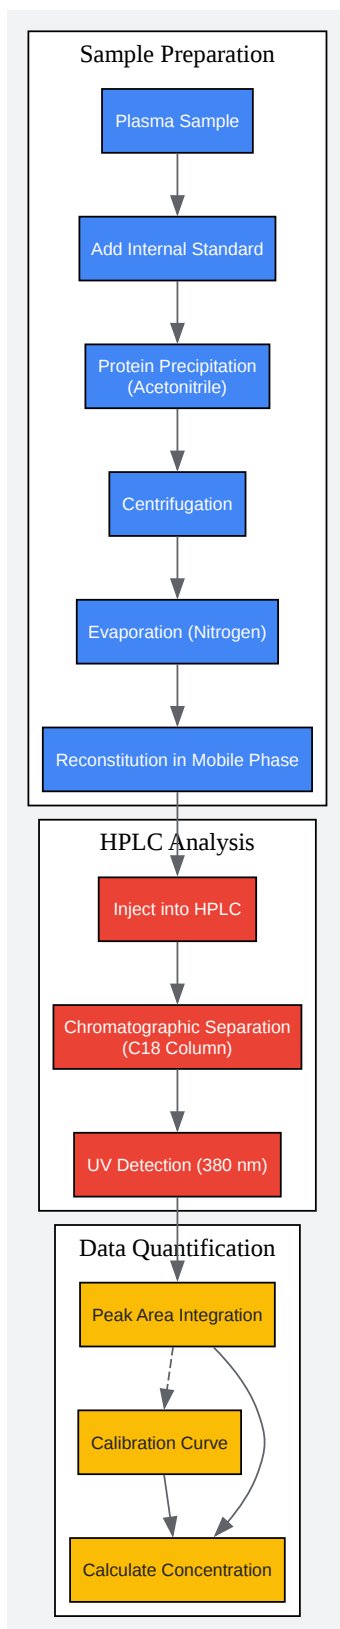 Sample Preparation
Plasma Sample
Add Internal Standard
Protein Precipitation
(Acetonitrile)
Centrifugation
Evaporation (Nitrogen)
Reconstitution in Mobile Phase
HPLC Analysis
Inject into HPLC
Chromatographic Separation
(C18 Column)
UV Detection (380 nm)
Data Quantification
Peak Area Integration
Calibration Curve
Calculate Concentration